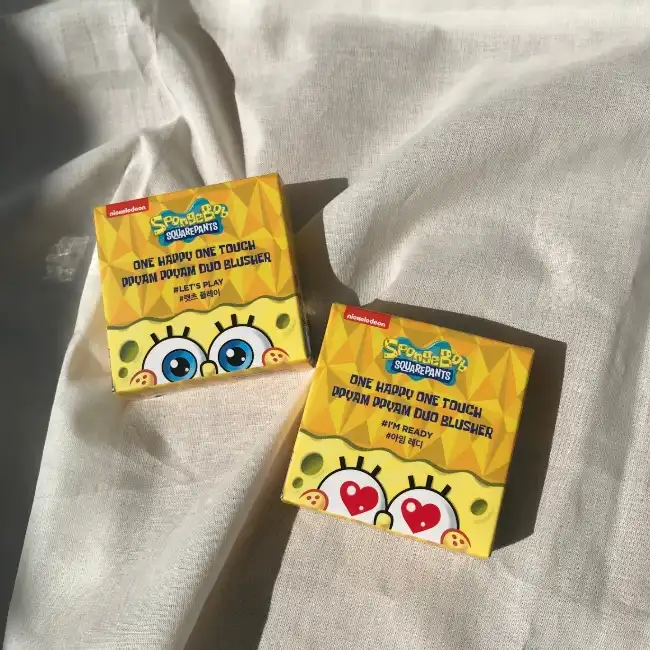 nickelodeon
SpongeBob
SQUAREPANTS
ONE HAPPY ONE TOUCH
PPYAM PPYAM DUO BLUSHER
#LET'S PLAY
#렛츠 플레이
nickelodeon
SpongeBob
SQUAREPANTS
ONE HAPPY ONE TOUCH
PPYAM PPYAM DUO BLUSHER
#I'M READY
#아임 레디